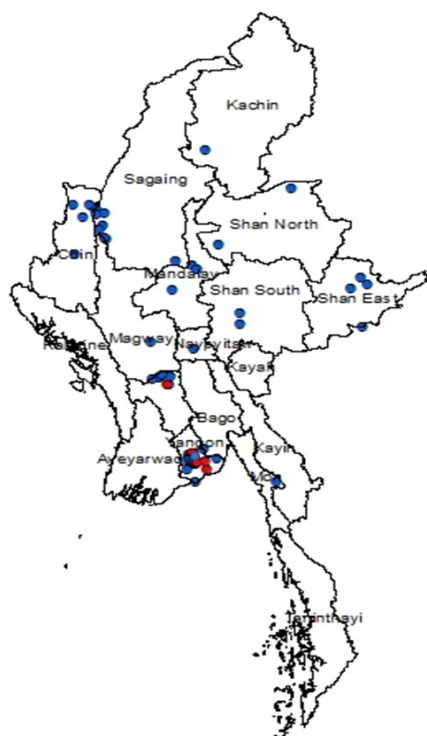 Kachin
Sagaing
Shan North
Chin
Mandalay
Shan South
Shan East
Magway
Naypyitaw
Rakhine
Kayah
Bago
Yangon
Ayeyarwady
Kayin
Mon
Tanintharyi